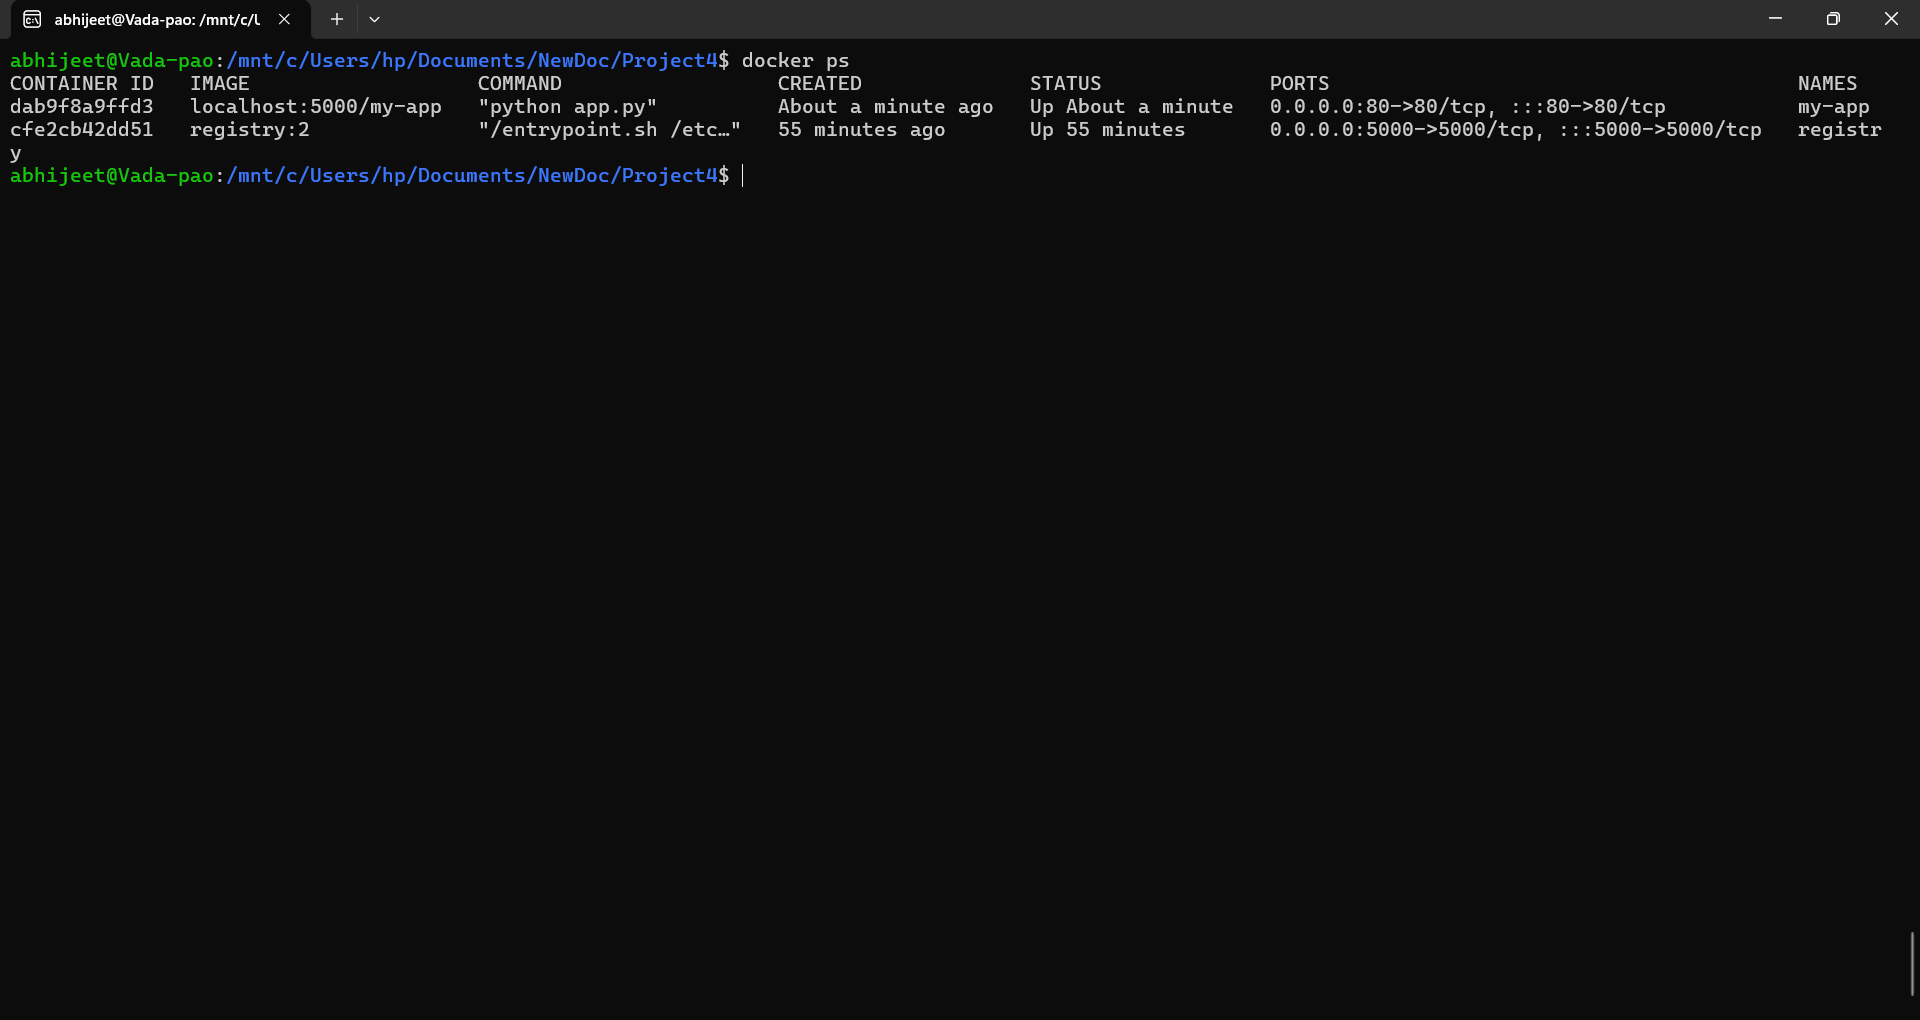 abhijeet@Vada-pao: /mnt/c/U
abhijeet@Vada-pao:/mnt/c/Users/hp/Documents/NewDoc/Project4$ docker ps
CONTAINER ID   IMAGE                   COMMAND                  CREATED              STATUS              PORTS                                       NAMES
dab9f8a9ffd3   localhost:5000/my-app   "python app.py"          About a minute ago   Up About a minute   0.0.0.0:80->80/tcp, :::80->80/tcp           my-app
cfe2cb42dd51   registry:2              "/entrypoint.sh /etc…"   55 minutes ago       Up 55 minutes       0.0.0.0:5000->5000/tcp, :::5000->5000/tcp   registr
y
abhijeet@Vada-pao:/mnt/c/Users/hp/Documents/NewDoc/Project4$